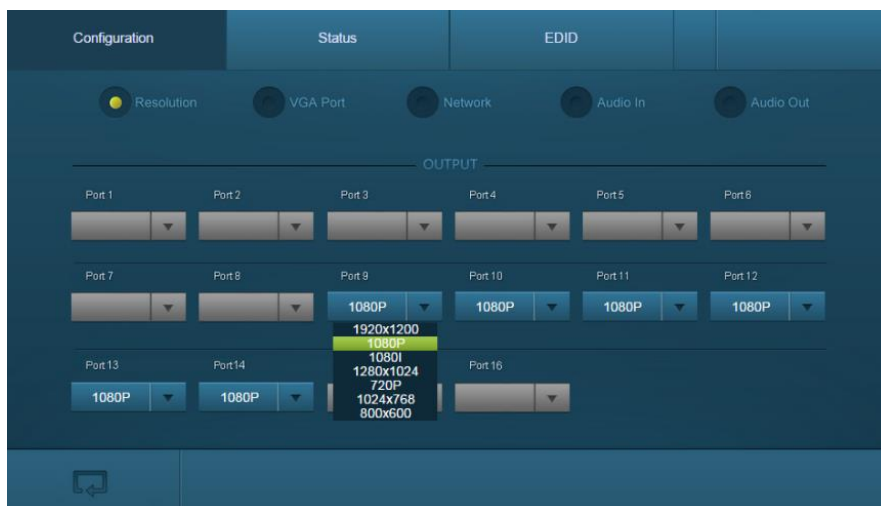 Configuration Status EDID
Resolution VGA Port Network Audio In Audio Out
OUTPUT
Port 1 Port 2 Port 3 Port 4 Port 5 Port 6
Port 7 Port 8 Port 9 Port 10 Port 11 Port 12
1080P 1080P 1080P 1080P
1920x1200
1080P
1080I
1280x1024
720P
1024x768
800x600
Port 13 Port14 Port 16
1080P 1080P